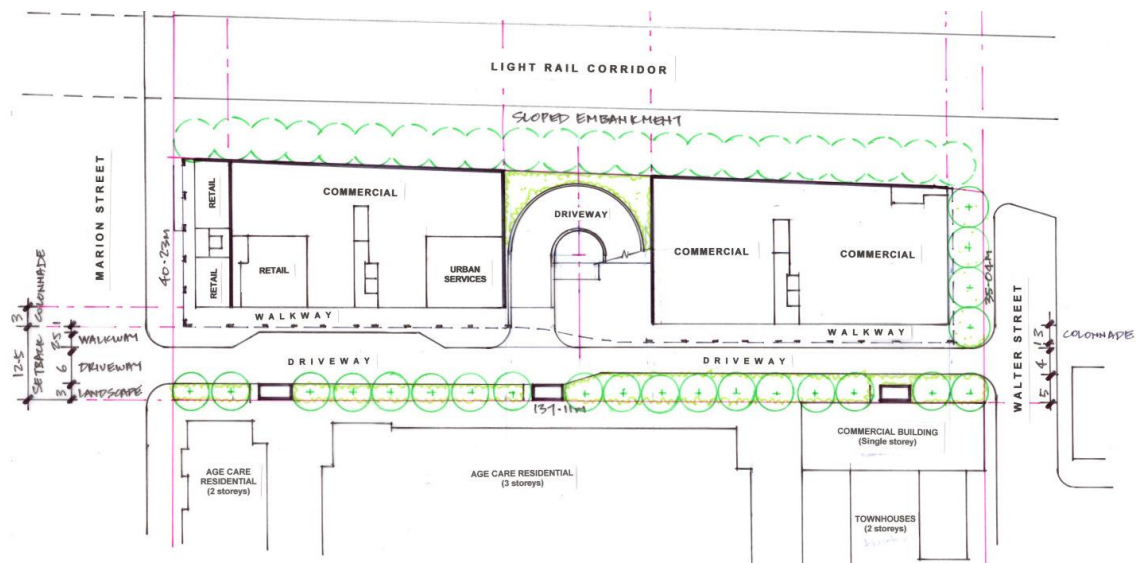 LIGHT RAIL CORRIDOR
SLOPED EMBANKMENT
MARION STREET
RETAIL
COMMERCIAL
DRIVEWAY
COMMERCIAL
COMMERCIAL
40-23M
RETAIL
RETAIL
URBAN
SERVICES
35-04M
WALTER STREET
3
COLONNADE
WALKWAY
WALKWAY
3
COLONNADE
1
12.5
SETBACK
WALKWAY
DRIVEWAY
DRIVEWAY
6
DRIVEWAY
4
3
LANDSCAPE
5
137-11M
COMMERCIAL BUILDING
(Single storey)
AGE CARE
RESIDENTIAL
(2 storeys)
AGE CARE RESIDENTIAL
(3 storeys)
TOWNHOUSES
(2 storeys)